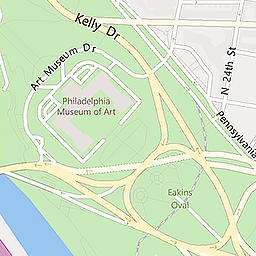 Kelly Dr
Art Museum Dr
N 24th St
Philadelphia
Museum of Art
Pennsylvania
Eakins
Oval